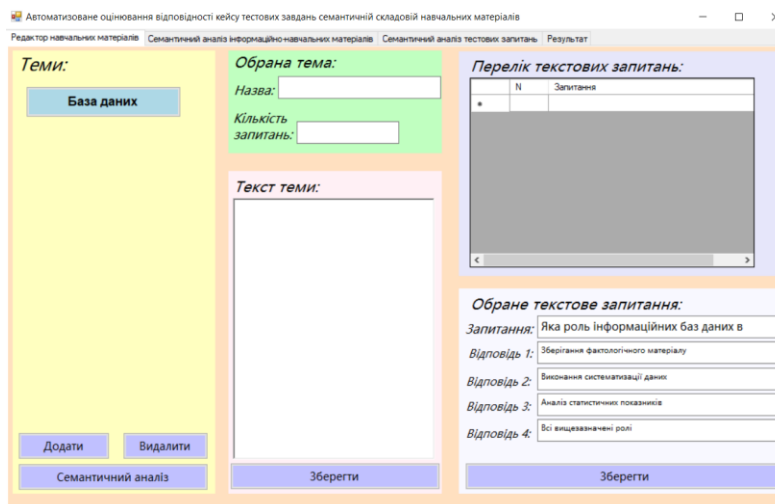 Автоматизоване оцінювання відповідності кейсу тестових завдань семантичній складовій навчальних матеріалів
Редактор навчальних матеріалів Семантичний аналіз інформаційно-навчальних матеріалів Семантичний аналіз тестових запитань Результат
Теми:
База даних
Додати Видалити
Семантичний аналіз
Обрана тема:
Назва:
Кількість
запитань:
Текст теми:
Зберегти
Перелік текстових запитань:
N Запитання
Обране текстове запитання:
Запитання: Яка роль інформаційних баз даних в
Відповідь 1: Зберігання фактологічного матеріалу
Відповідь 2: Виконання систематизації даних
Відповідь 3: Аналіз статистичних показників
Відповідь 4: Всі вищезазначені ролі
Зберегти